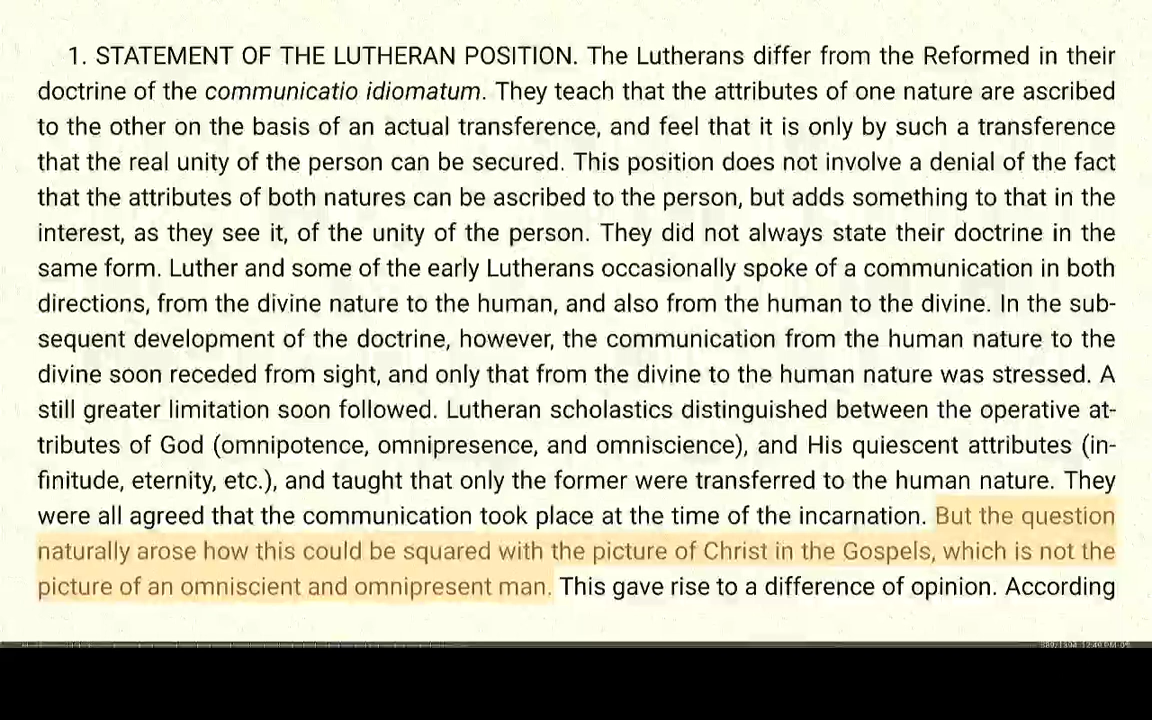 1. STATEMENT OF THE LUTHERAN POSITION. The Lutherans differ from the Reformed in their
doctrine of the communicatio idiomatum. They teach that the attributes of one nature are ascribed
to the other on the basis of an actual transference, and feel that it is only by such a transference
that the real unity of the person can be secured. This position does not involve a denial of the fact
that the attributes of both natures can be ascribed to the person, but adds something to that in the
interest, as they see it, of the unity of the person. They did not always state their doctrine in the
same form. Luther and some of the early Lutherans occasionally spoke of a communication in both
directions, from the divine nature to the human, and also from the human to the divine. In the sub-
sequent development of the doctrine, however, the communication from the human nature to the
divine soon receded from sight, and only that from the divine to the human nature was stressed. A
still greater limitation soon followed. Lutheran scholastics distinguished between the operative at-
tributes of God (omnipotence, omnipresence, and omniscience), and His quiescent attributes (in-
finitude, eternity, etc.), and taught that only the former were transferred to the human nature. They
were all agreed that the communication took place at the time of the incarnation. But the question
naturally arose how this could be squared with the picture of Christ in the Gospels, which is not the
picture of an omniscient and omnipresent man. This gave rise to a difference of opinion. According